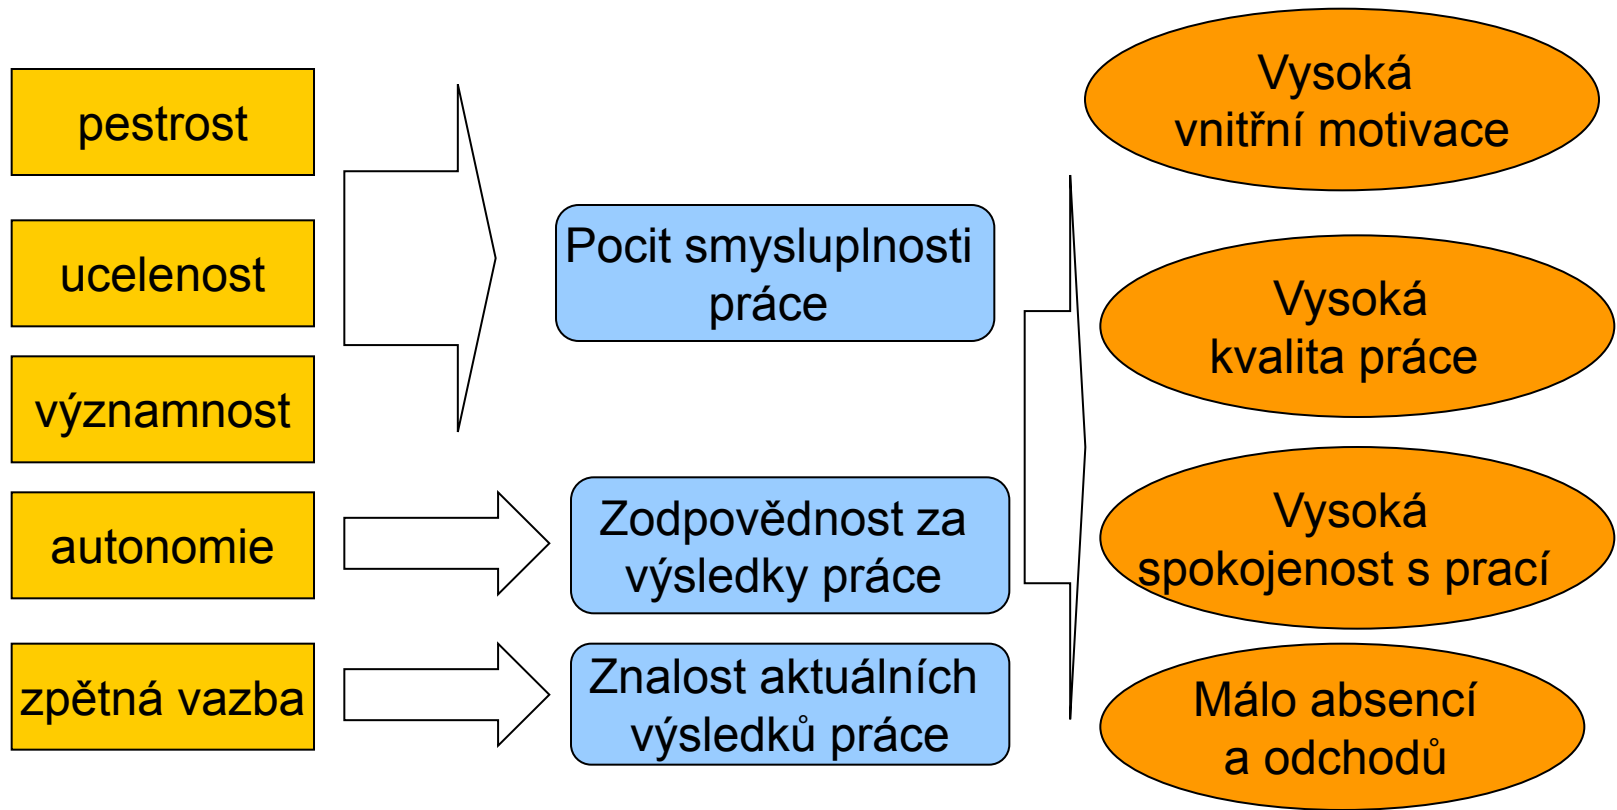 pestrost
ucelenost
významnost
autonomie
zpětná vazba
Pocit smysluplnosti
práce
Zodpovědnost za
výsledky práce
Znalost aktuálních
výsledků práce
Vysoká
vnitřní motivace
Vysoká
kvalita práce
Vysoká
spokojenost s prací
Málo absencí
a odchodů